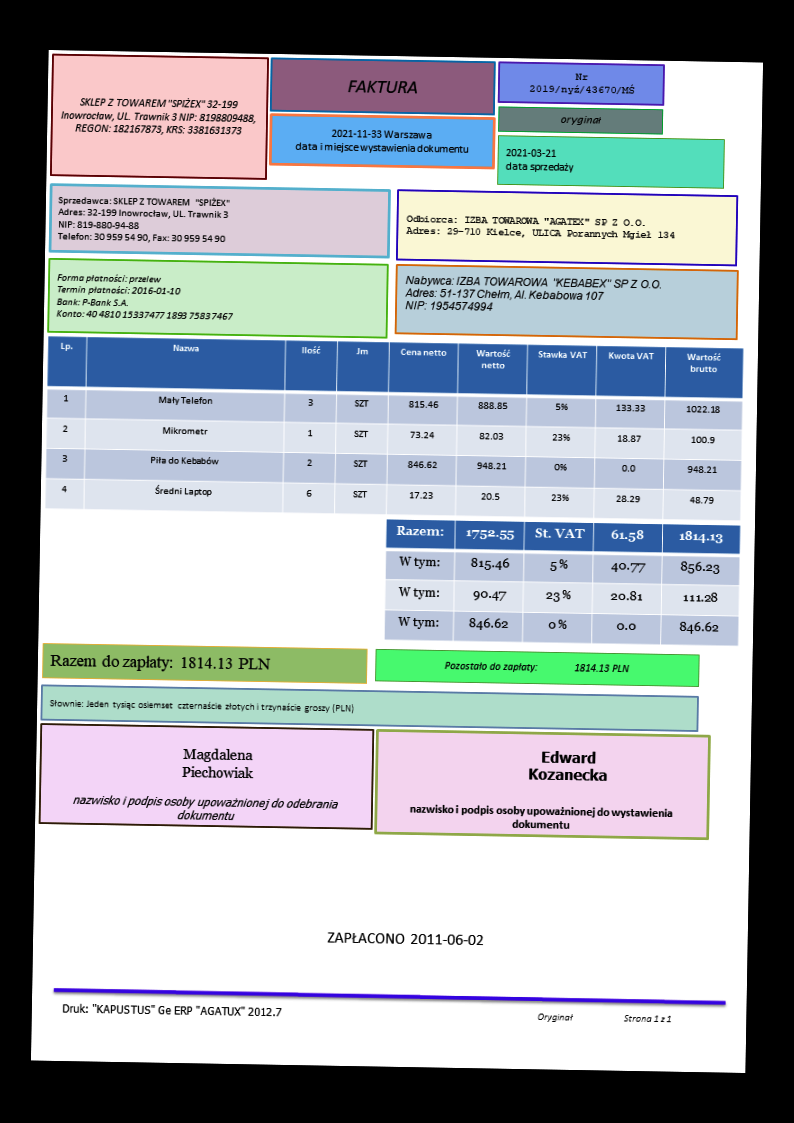 SKLEP Z TOWAREM "SPIŻEX" 32-199
Inowrocław, UL. Trawnik 3 NIP: 8198809488,
REGON: 182167873, KRS: 3381631373
FAKTURA
2021-11-33 Warszawa
data i miejsce wystawienia dokumentu
Nr
2019/nyż/43670/MŚ
oryginał
2021-03-21
data sprzedaży
Sprzedawca: SKLEP Z TOWAREM "SPIŻEX"
Adres: 32-199 Inowrocław, UL. Trawnik 3
NIP: 819-880-94-88
Telefon: 30 959 54 90, Fax: 30 959 54 90
Odbiorca: IZBA TOWAROWA "AGATEX" SP Z O.O.
Adres: 29-710 Kielce, ULICA Porannych Mgieł 134
Forma płatności: przelew
Termin płatności: 2016-01-10
Bank: P-Bank S.A.
Konto: 40 4810 15337477 1893 75837467
Nabywca: IZBA TOWAROWA "KEBABEX" SP Z O.O.
Adres: 51-137 Chełm, Al. Kebabowa 107
NIP: 1954574994
Lp. Nazwa Ilość Jm Cena netto Wartość netto Stawka VAT Kwota VAT Wartość brutto
1 Mały Telefon 3 SZT 815.46 888.85 5% 133.33 1022.18
2 Mikrometr 1 SZT 73.24 82.03 23% 18.87 100.9
3 Piła do Kebabów 2 SZT 846.62 948.21 0% 0.0 948.21
4 Średni Laptop 6 SZT 17.23 20.5 23% 28.29 48.79
Razem: 1752.55 St. VAT 61.58 1814.13
W tym: 815.46 5% 40.77 856.23
W tym: 90.47 23% 20.81 111.28
W tym: 846.62 0% 0.0 846.62
Razem do zapłaty: 1814.13 PLN
Pozostało do zapłaty: 1814.13 PLN
Słownie: Jeden tysiąc osiemset czternaście złotych i trzynaście groszy (PLN)
Magdalena
Piechowiak
nazwisko i podpis osoby upoważnionej do odebrania
dokumentu
Edward
Kozanecka
nazwisko i podpis osoby upoważnionej do wystawienia
dokumentu
ZAPŁACONO 2011-06-02
Druk: "KAPUSTUS" Ge ERP "AGATUX" 2012.7
Oryginał Strona 1 z 1